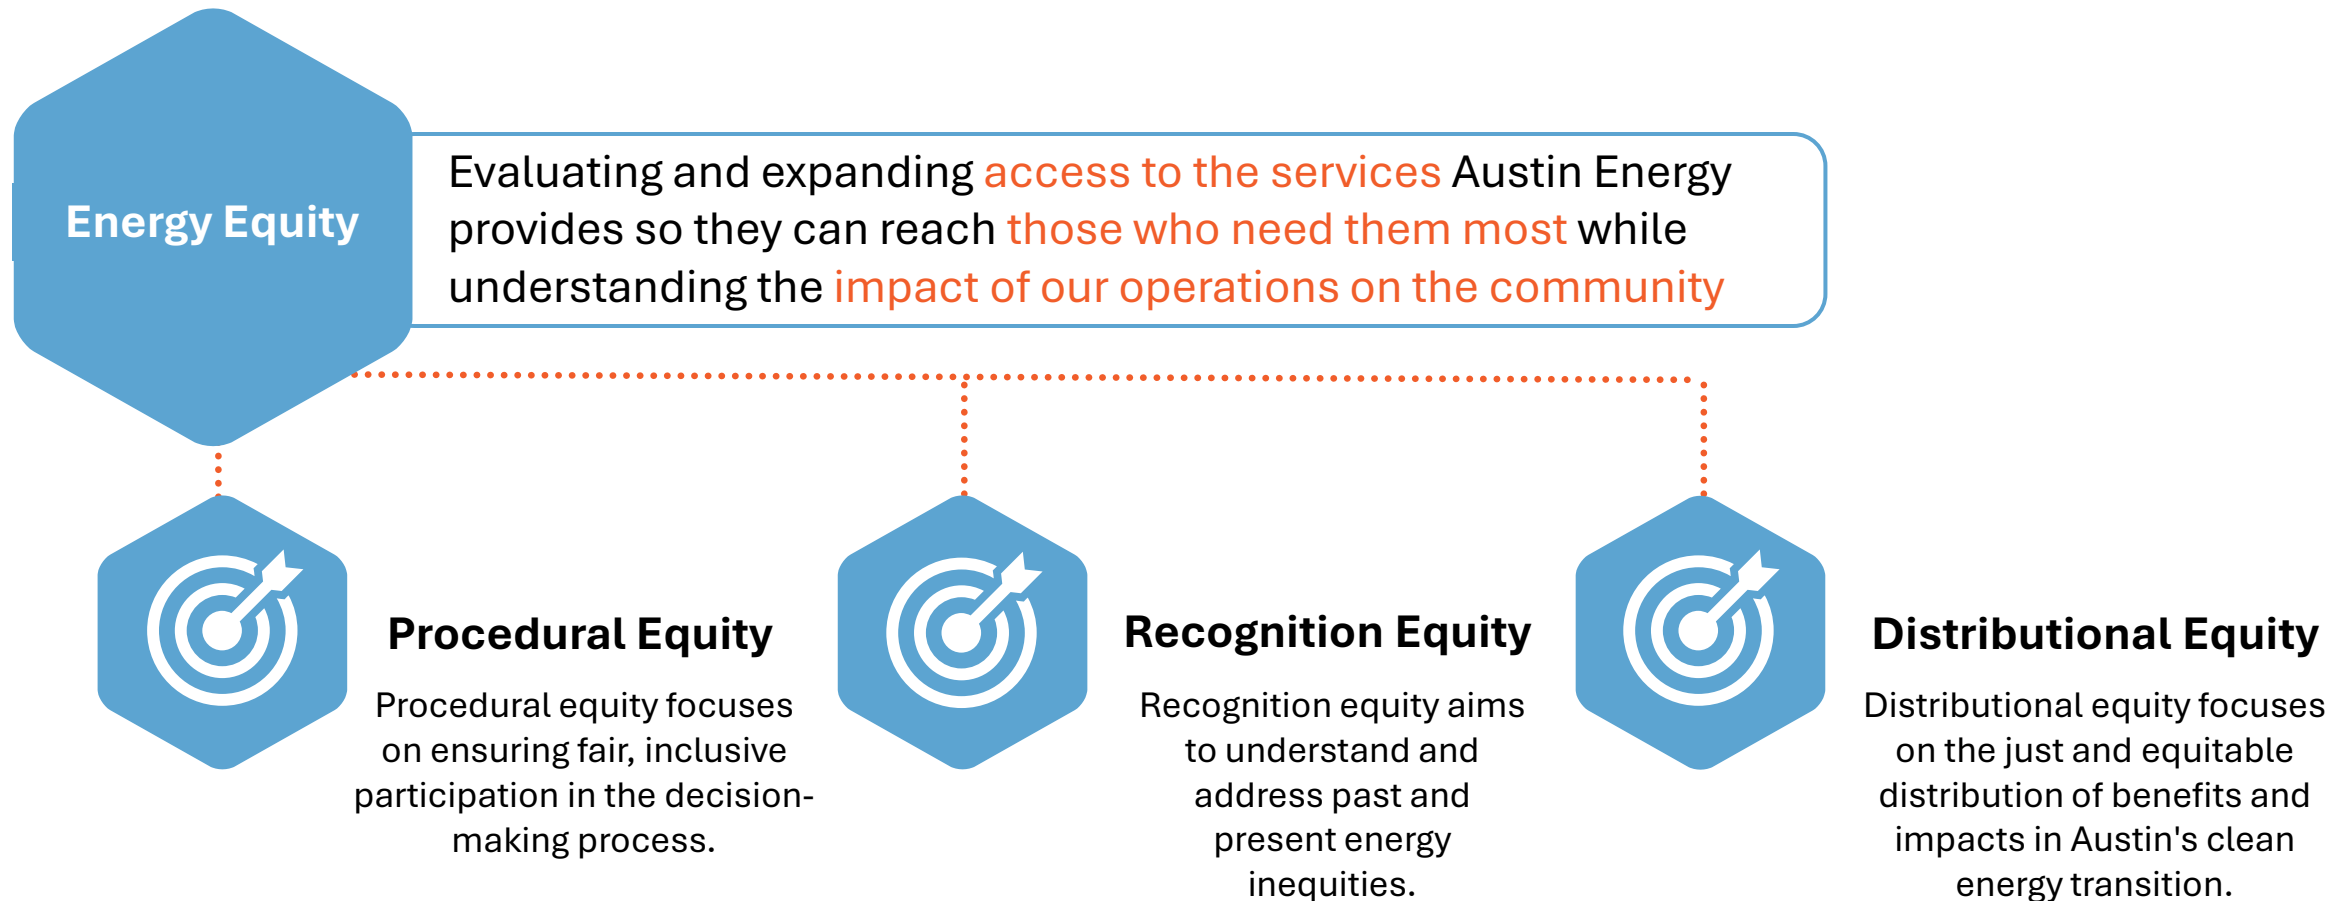 Energy Equity
Evaluating and expanding access to the services Austin Energy
provides so they can reach those who need them most while
understanding the impact of our operations on the community
Procedural Equity
Procedural equity focuses
on ensuring fair, inclusive
participation in the decision-
making process.
Recognition Equity
Recognition equity aims
to understand and
address past and
present energy
inequities.
Distributional Equity
Distributional equity focuses
on the just and equitable
distribution of benefits and
impacts in Austin's clean
energy transition.